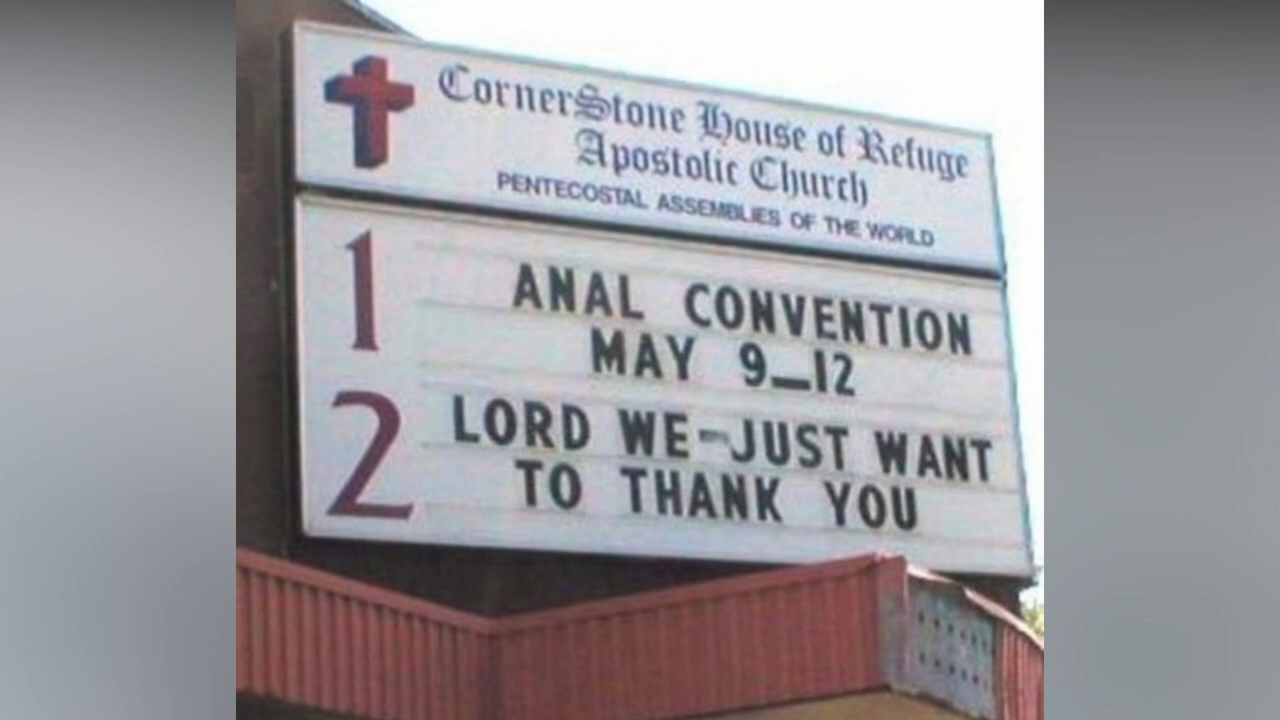 CornerStone House of Refuge
Apostolic Church
PENTECOSTAL ASSEMBLIES OF THE WORLD
1 ANAL CONVENTION
MAY 9_12
2 LORD WE-JUST WANT
TO THANK YOU